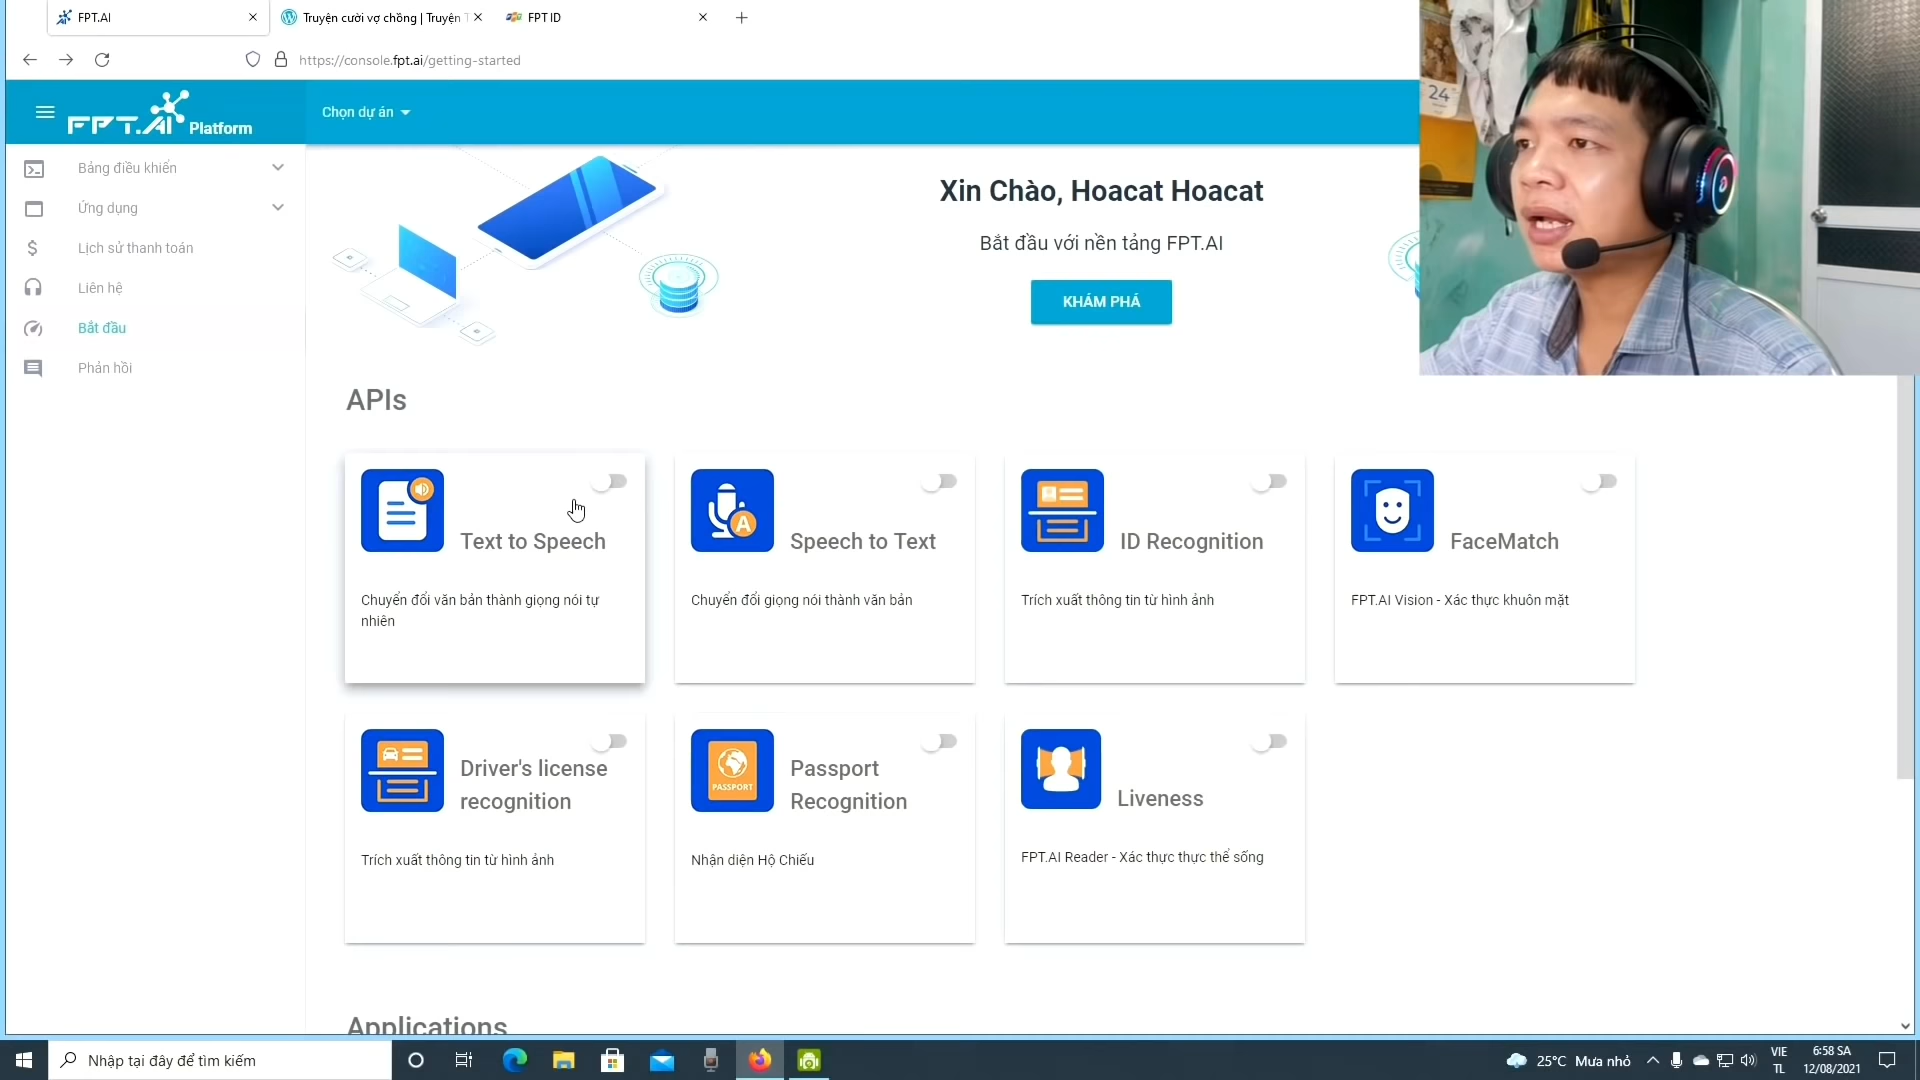 FPT.AI
Truyện cười vợ chồng | Truyện T
FPT ID
https://console.fpt.ai/getting-started
FPT.AI Platform
Chọn dự án
Bảng điều khiển
Ứng dụng
Lịch sử thanh toán
Liên hệ
Bắt đầu
Phản hồi
Xin Chào, Hoacat Hoacat
Bắt đầu với nền tảng FPT.AI
KHÁM PHÁ
24
APIs
Text to Speech
Chuyển đổi văn bản thành giọng nói tự
nhiên
A
Speech to Text
Chuyển đổi giọng nói thành văn bản
ID Recognition
Trích xuất thông tin từ hình ảnh
FaceMatch
FPT.AI Vision - Xác thực khuôn mặt
Driver's license
recognition
Trích xuất thông tin từ hình ảnh
PASSPORT
Passport
Recognition
Nhận diện Hộ Chiếu
Liveness
FPT.AI Reader - Xác thực thực thể sống
Applications
Nhập tại đây để tìm kiếm
25°C Mưa nhỏ
VIE
TL
6:58 SA
12/08/2021